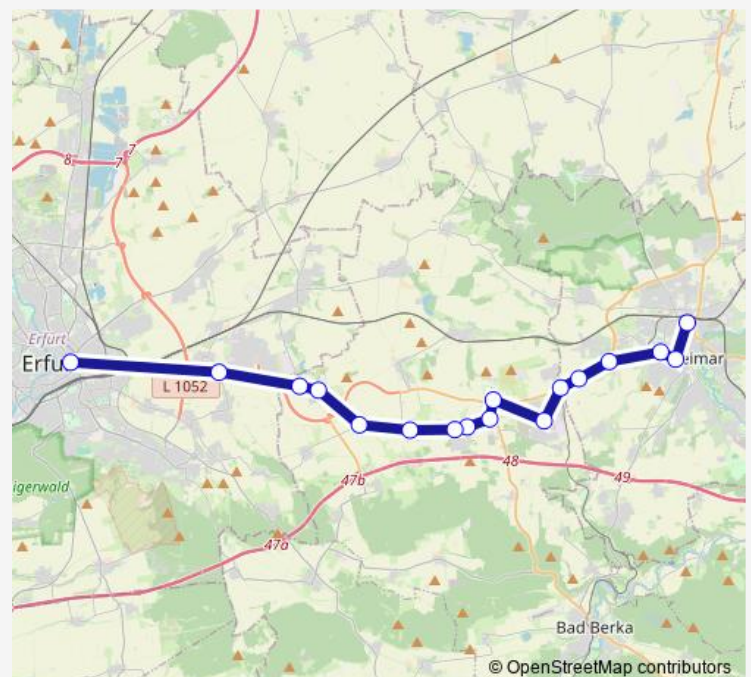 8
7
7
Erfurt
Erfu
L 1052
eimar
igerwald
47b
48
49
47a
Bad Berka
© OpenStreetMap contributors